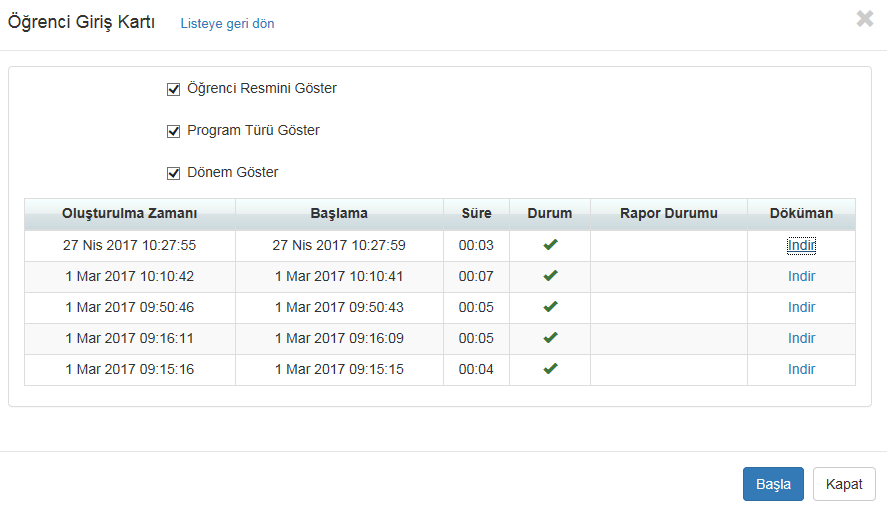 Öğrenci Giriş Kartı Listeye geri dön
Öğrenci Resmini Göster
Program Türü Göster
Dönem Göster
Oluşturulma Zamanı Başlama Süre Durum Rapor Durumu Döküman
27 Nis 2017 10:27:55 27 Nis 2017 10:27:59 00:03 Indir
1 Mar 2017 10:10:42 1 Mar 2017 10:10:41 00:07 Indir
1 Mar 2017 09:50:46 1 Mar 2017 09:50:43 00:05 Indir
1 Mar 2017 09:16:11 1 Mar 2017 09:16:09 00:05 Indir
1 Mar 2017 09:15:16 1 Mar 2017 09:15:15 00:04 Indir
Başla Kapat